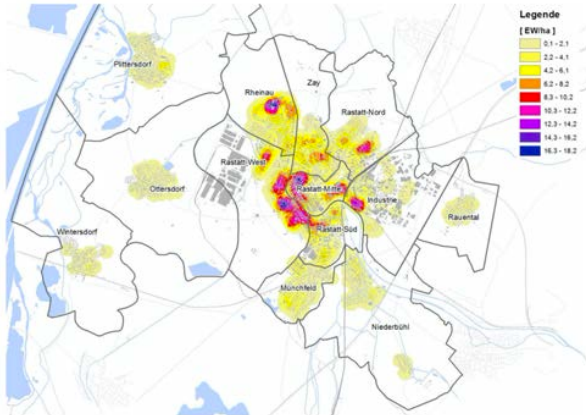 Legende
[ EW/ha ]
0,1 - 2,1
2,2 - 4,1
4,2 - 6,1
6,2 - 8,2
8,3 - 10,2
10,3 - 12,2
12,3 - 14,2
14,3 - 16,2
16,3 - 18,2
Plittersdorf
Rheinau
Zay
Rastatt-Nord
Rastatt-West
Ottersdorf
Rastatt-Mitte
Industrie
Rauental
Wintersdorf
Rastatt-Süd
Münchfeld
Niederbühl